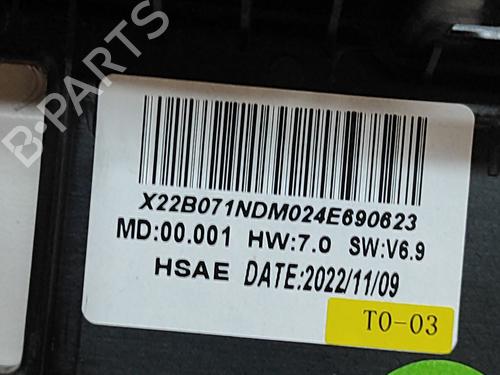 B-PARTS
X22B071NDM024E690623
MD:00.001 HW:7.0 SW:V6.9
HSAE DATE:2022/11/09
T0-03